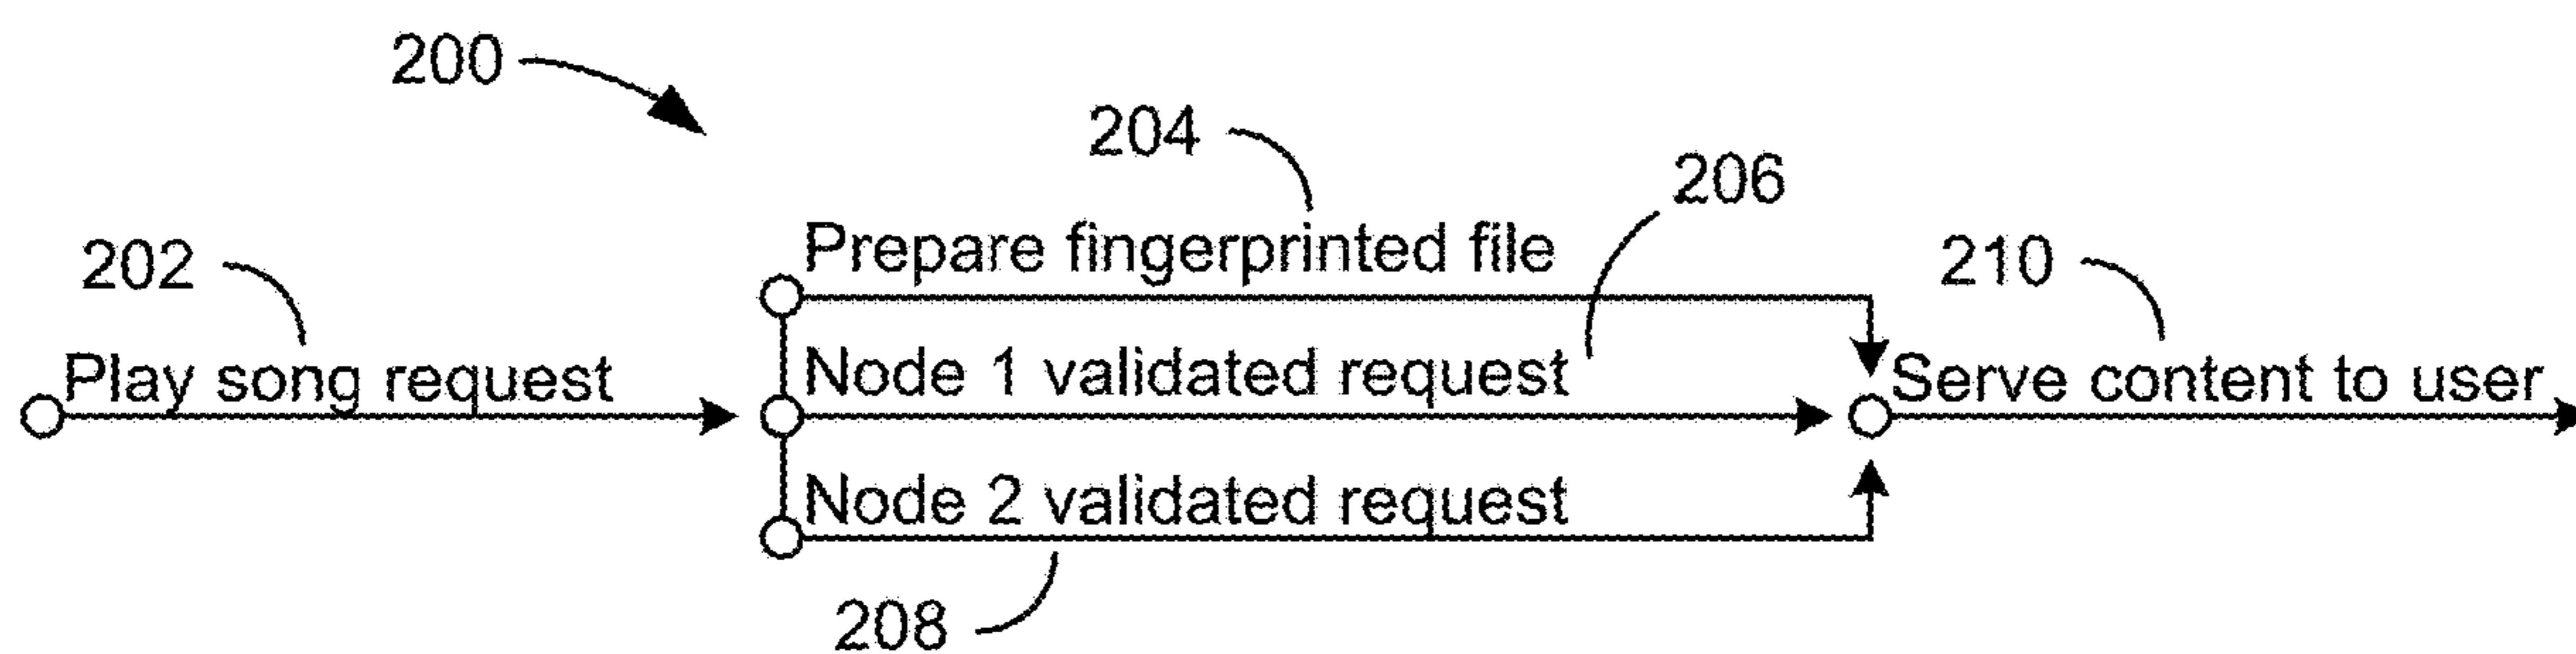 200
204
206
202
Prepare fingerprinted file
210
Play song request
Node 1 validated request
Serve content to user
Node 2 validated request
208